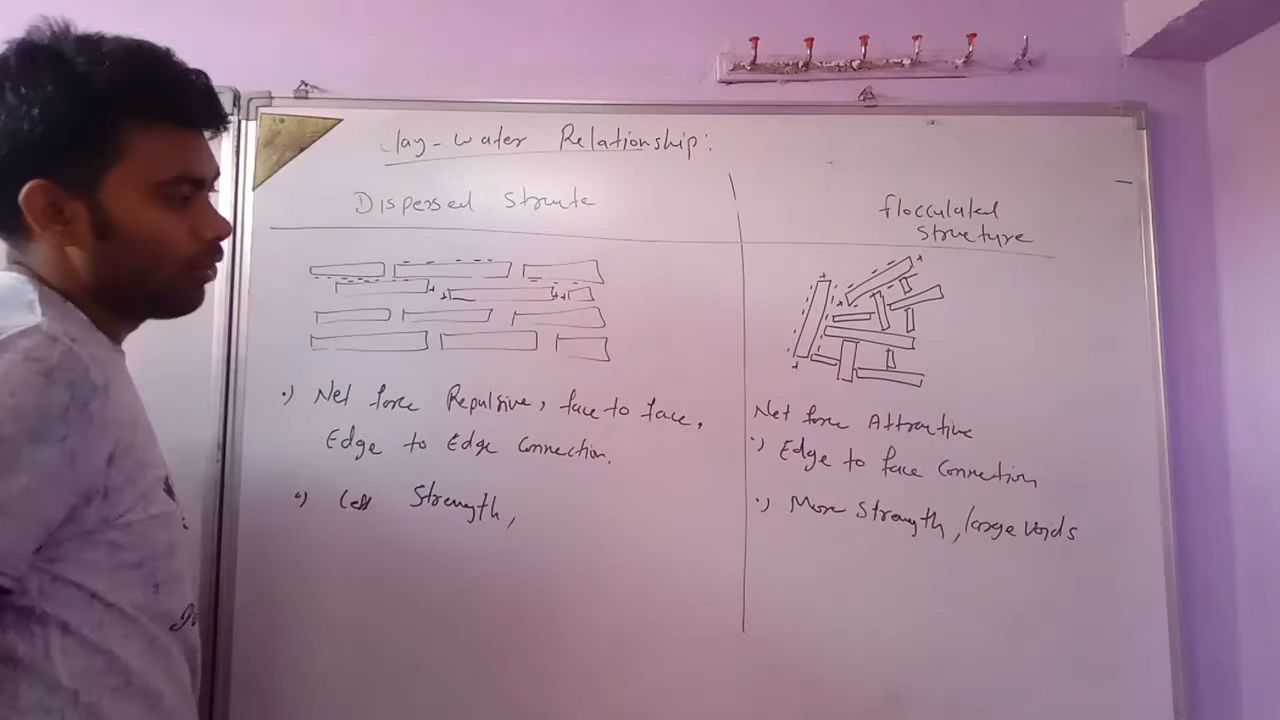 lay-water Relationship:
Dispersed Structe
Net force Repulsive, face to face,
Edge to Edge Connection.
Less Strength,
flocculated
structure
Net force Attractive
Edge to face Connection
More Strength, large voids